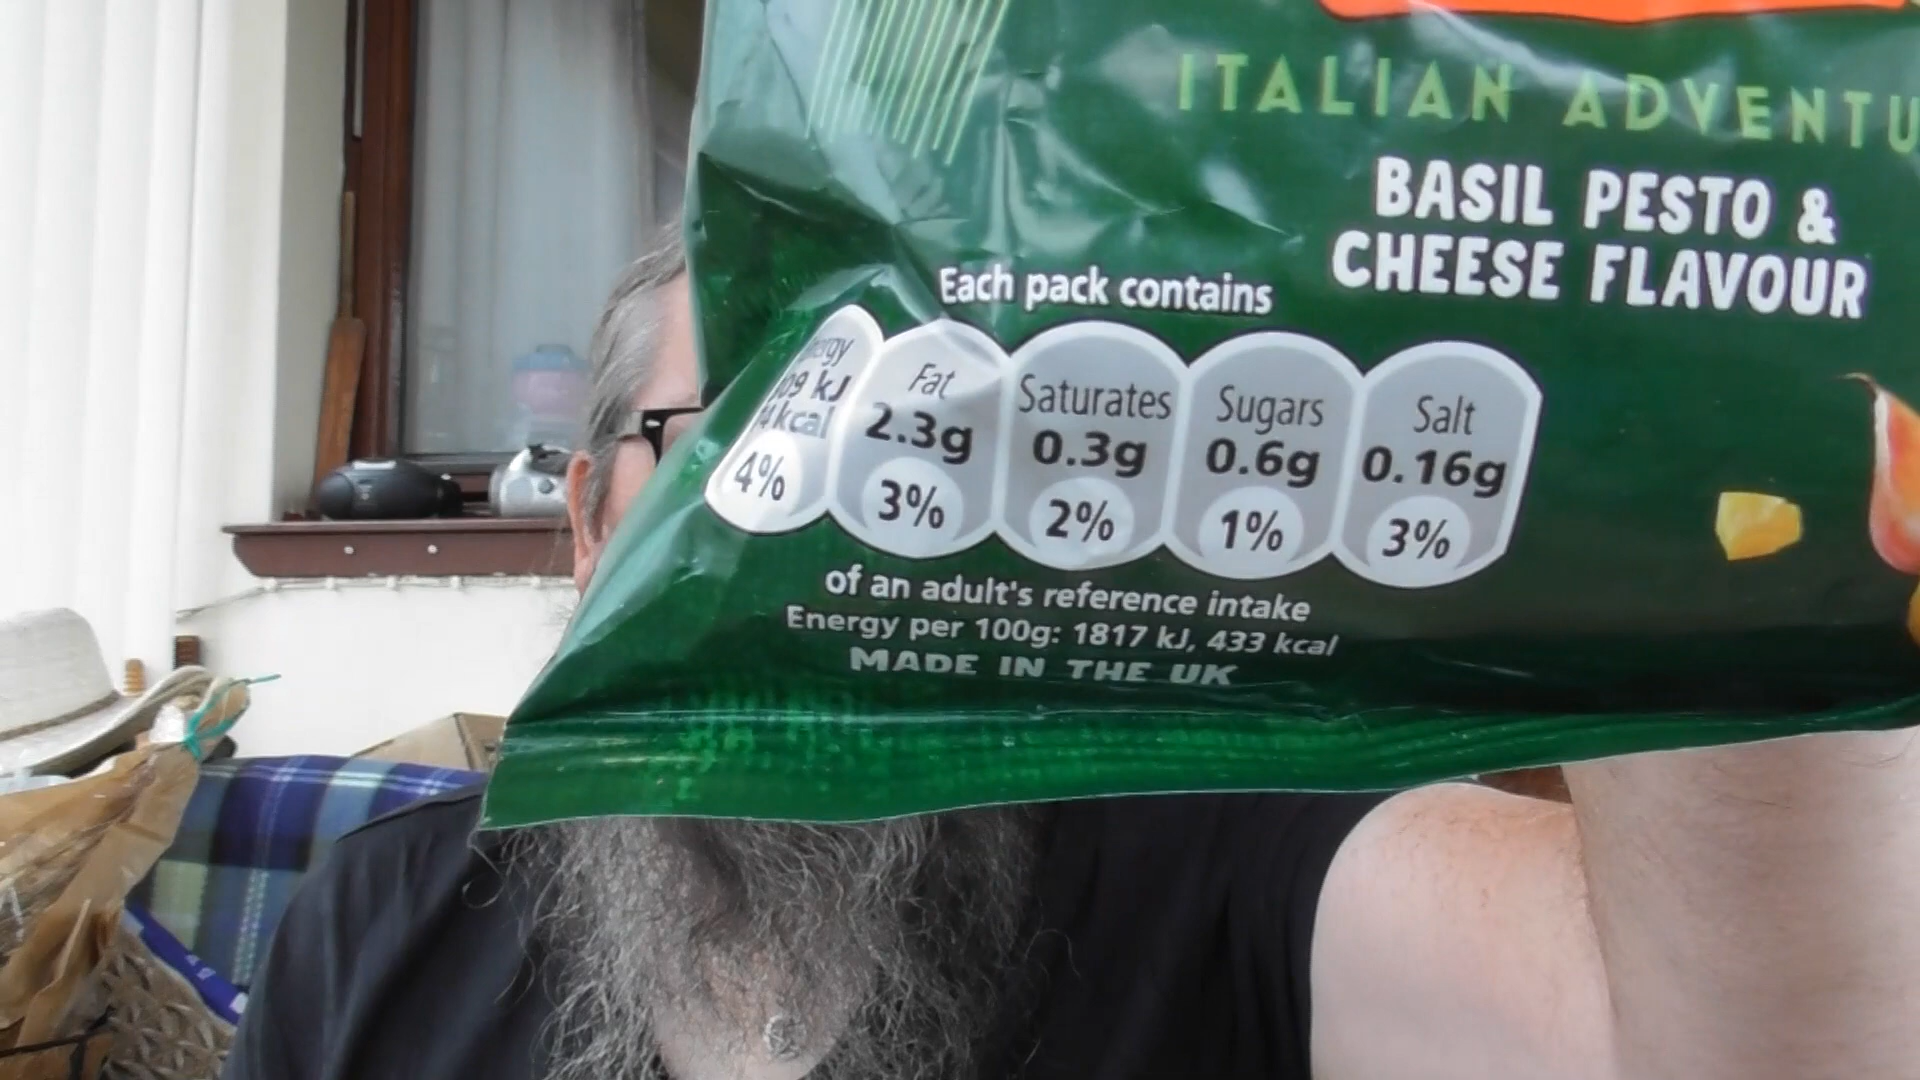 ITALIAN ADVENTU
BASIL PESTO &
CHEESE FLAVOUR
Each pack contains
kJ
kcal
4%
Fat
2.3g
3%
Saturates
0.3g
2%
Sugars
0.6g
1%
Salt
0.16g
3%
of an adult's reference intake
Energy per 100g: 1817 kJ, 433 kcal
MADE IN THE UK